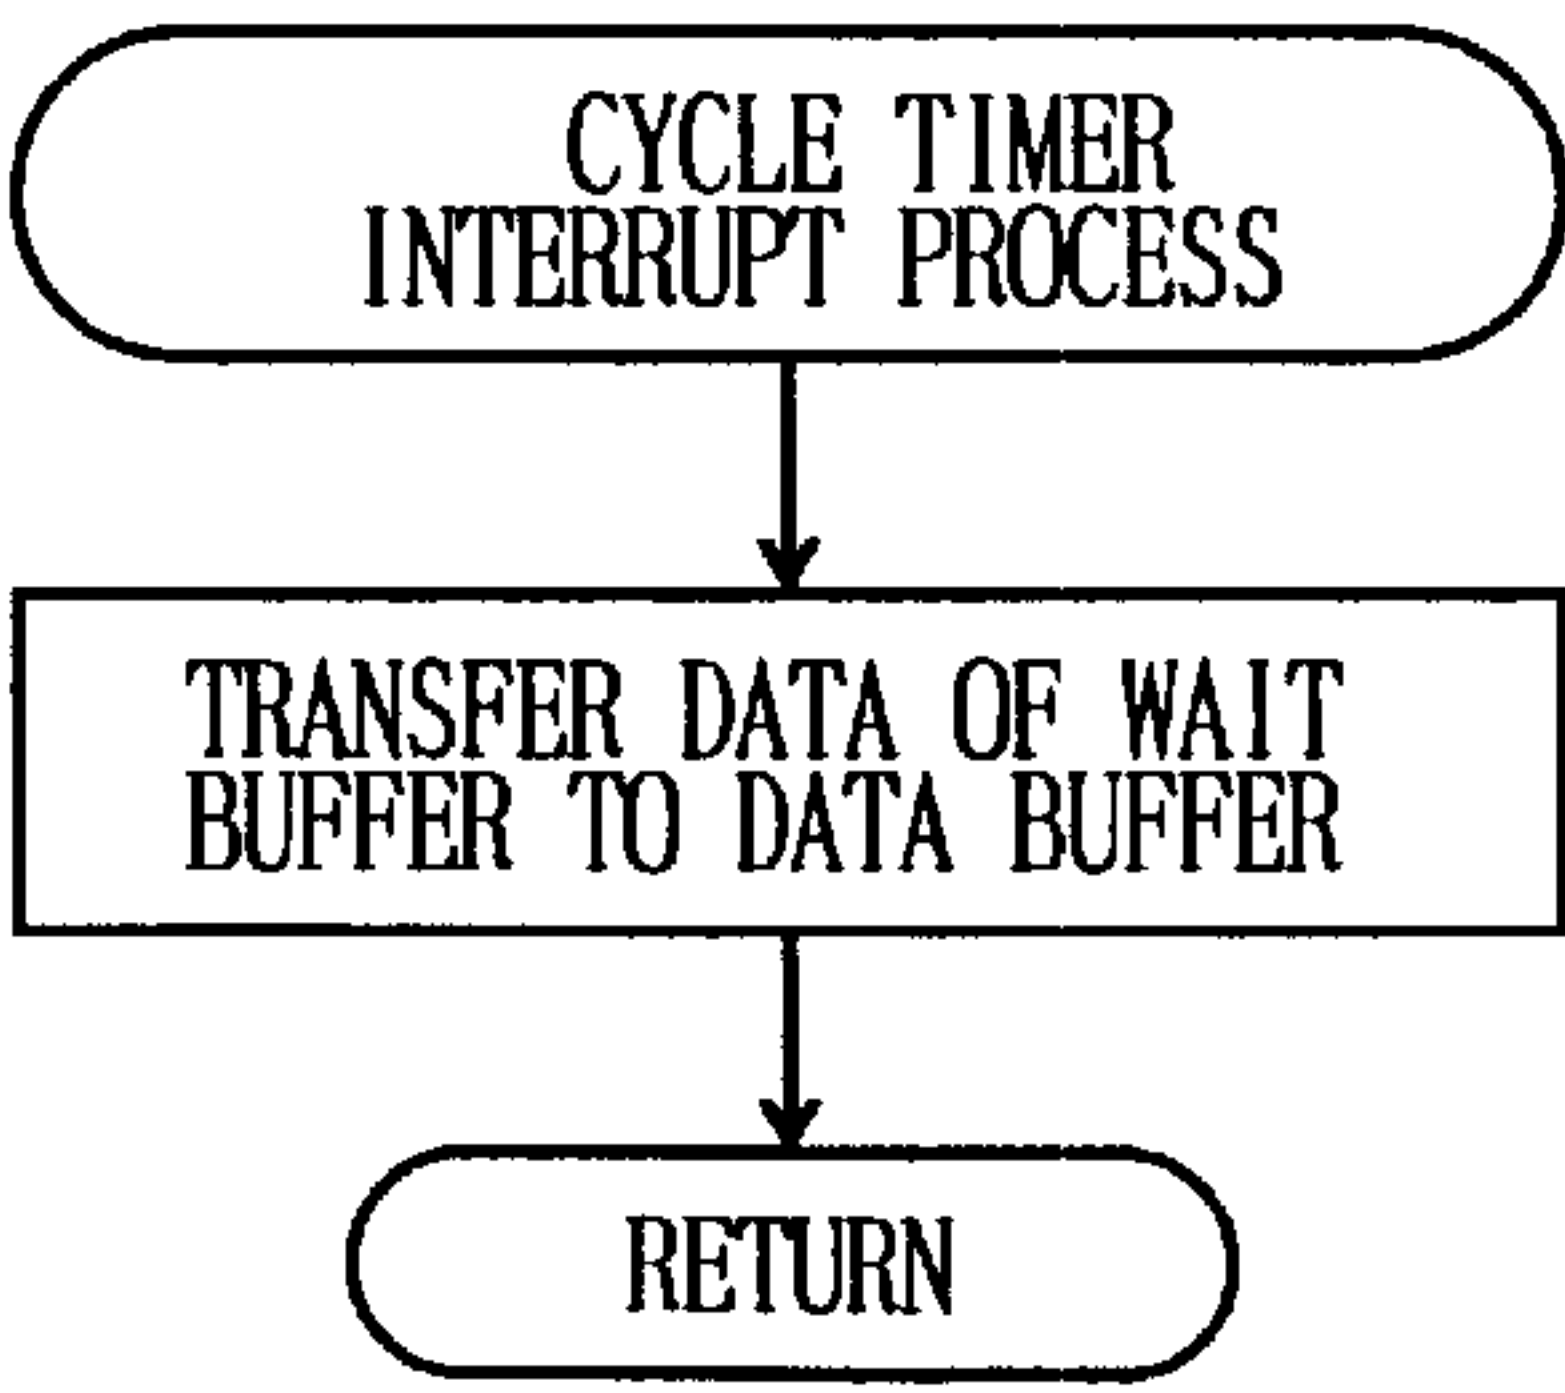 CYCLE TIMER
INTERRUPT PROCESS
TRANSFER DATA OF WAIT
BUFFER TO DATA BUFFER
RETURN